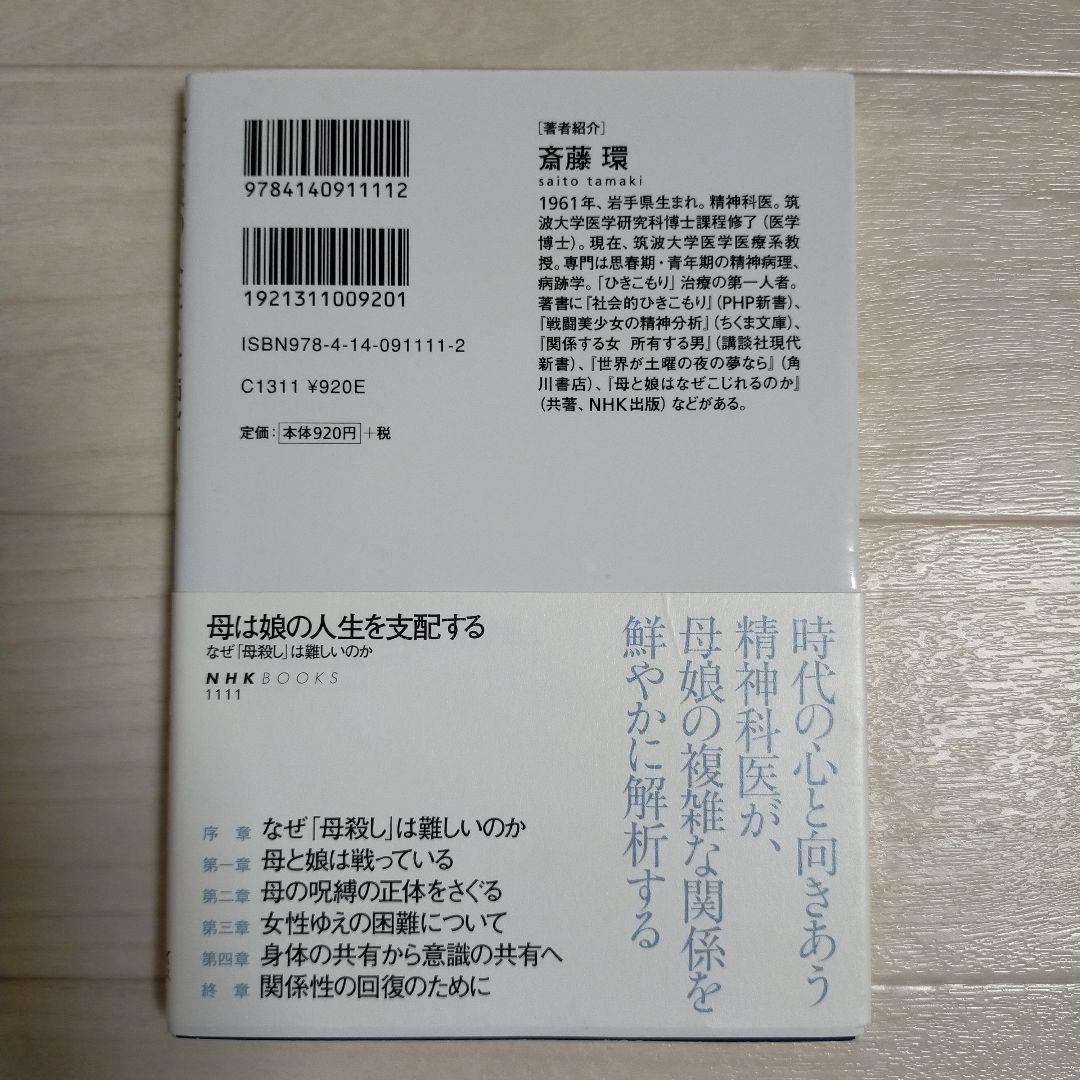 9784140911112
1921311009201
ISBN978-4-14-091111-2
C1311 ¥920E
定価：本体920円+税
［著者紹介］
斎藤 環
saito tamaki
1961年、岩手県生まれ。精神科医。筑
波大学医学研究科博士課程修了（医学
博士）。現在、筑波大学医学医療系教
授。専門は思春期・青年期の精神病理、
病跡学。「ひきこもり」治療の第一人者。
著書に『社会的ひきこもり』（PHP新書）、
『戦闘美少女の精神分析』（ちくま文庫）、
『関係する女 所有する男』（講談社現代
新書）、『世界が土曜の夜の夢なら』（角
川書店）、『母と娘はなぜこじれるのか』
（共著、NHK出版）などがある。
母は娘の人生を支配する
なぜ「母殺し」は難しいのか
NHK BOOKS
1111
時代の心と向きあう
精神科医が、
母娘の複雑な関係を
鮮やかに解析する
序 章 なぜ「母殺し」は難しいのか
第一章 母と娘は戦っている
第二章 母の呪縛の正体をさぐる
第三章 女性ゆえの困難について
第四章 身体の共有から意識の共有へ
終 章 関係性の回復のために